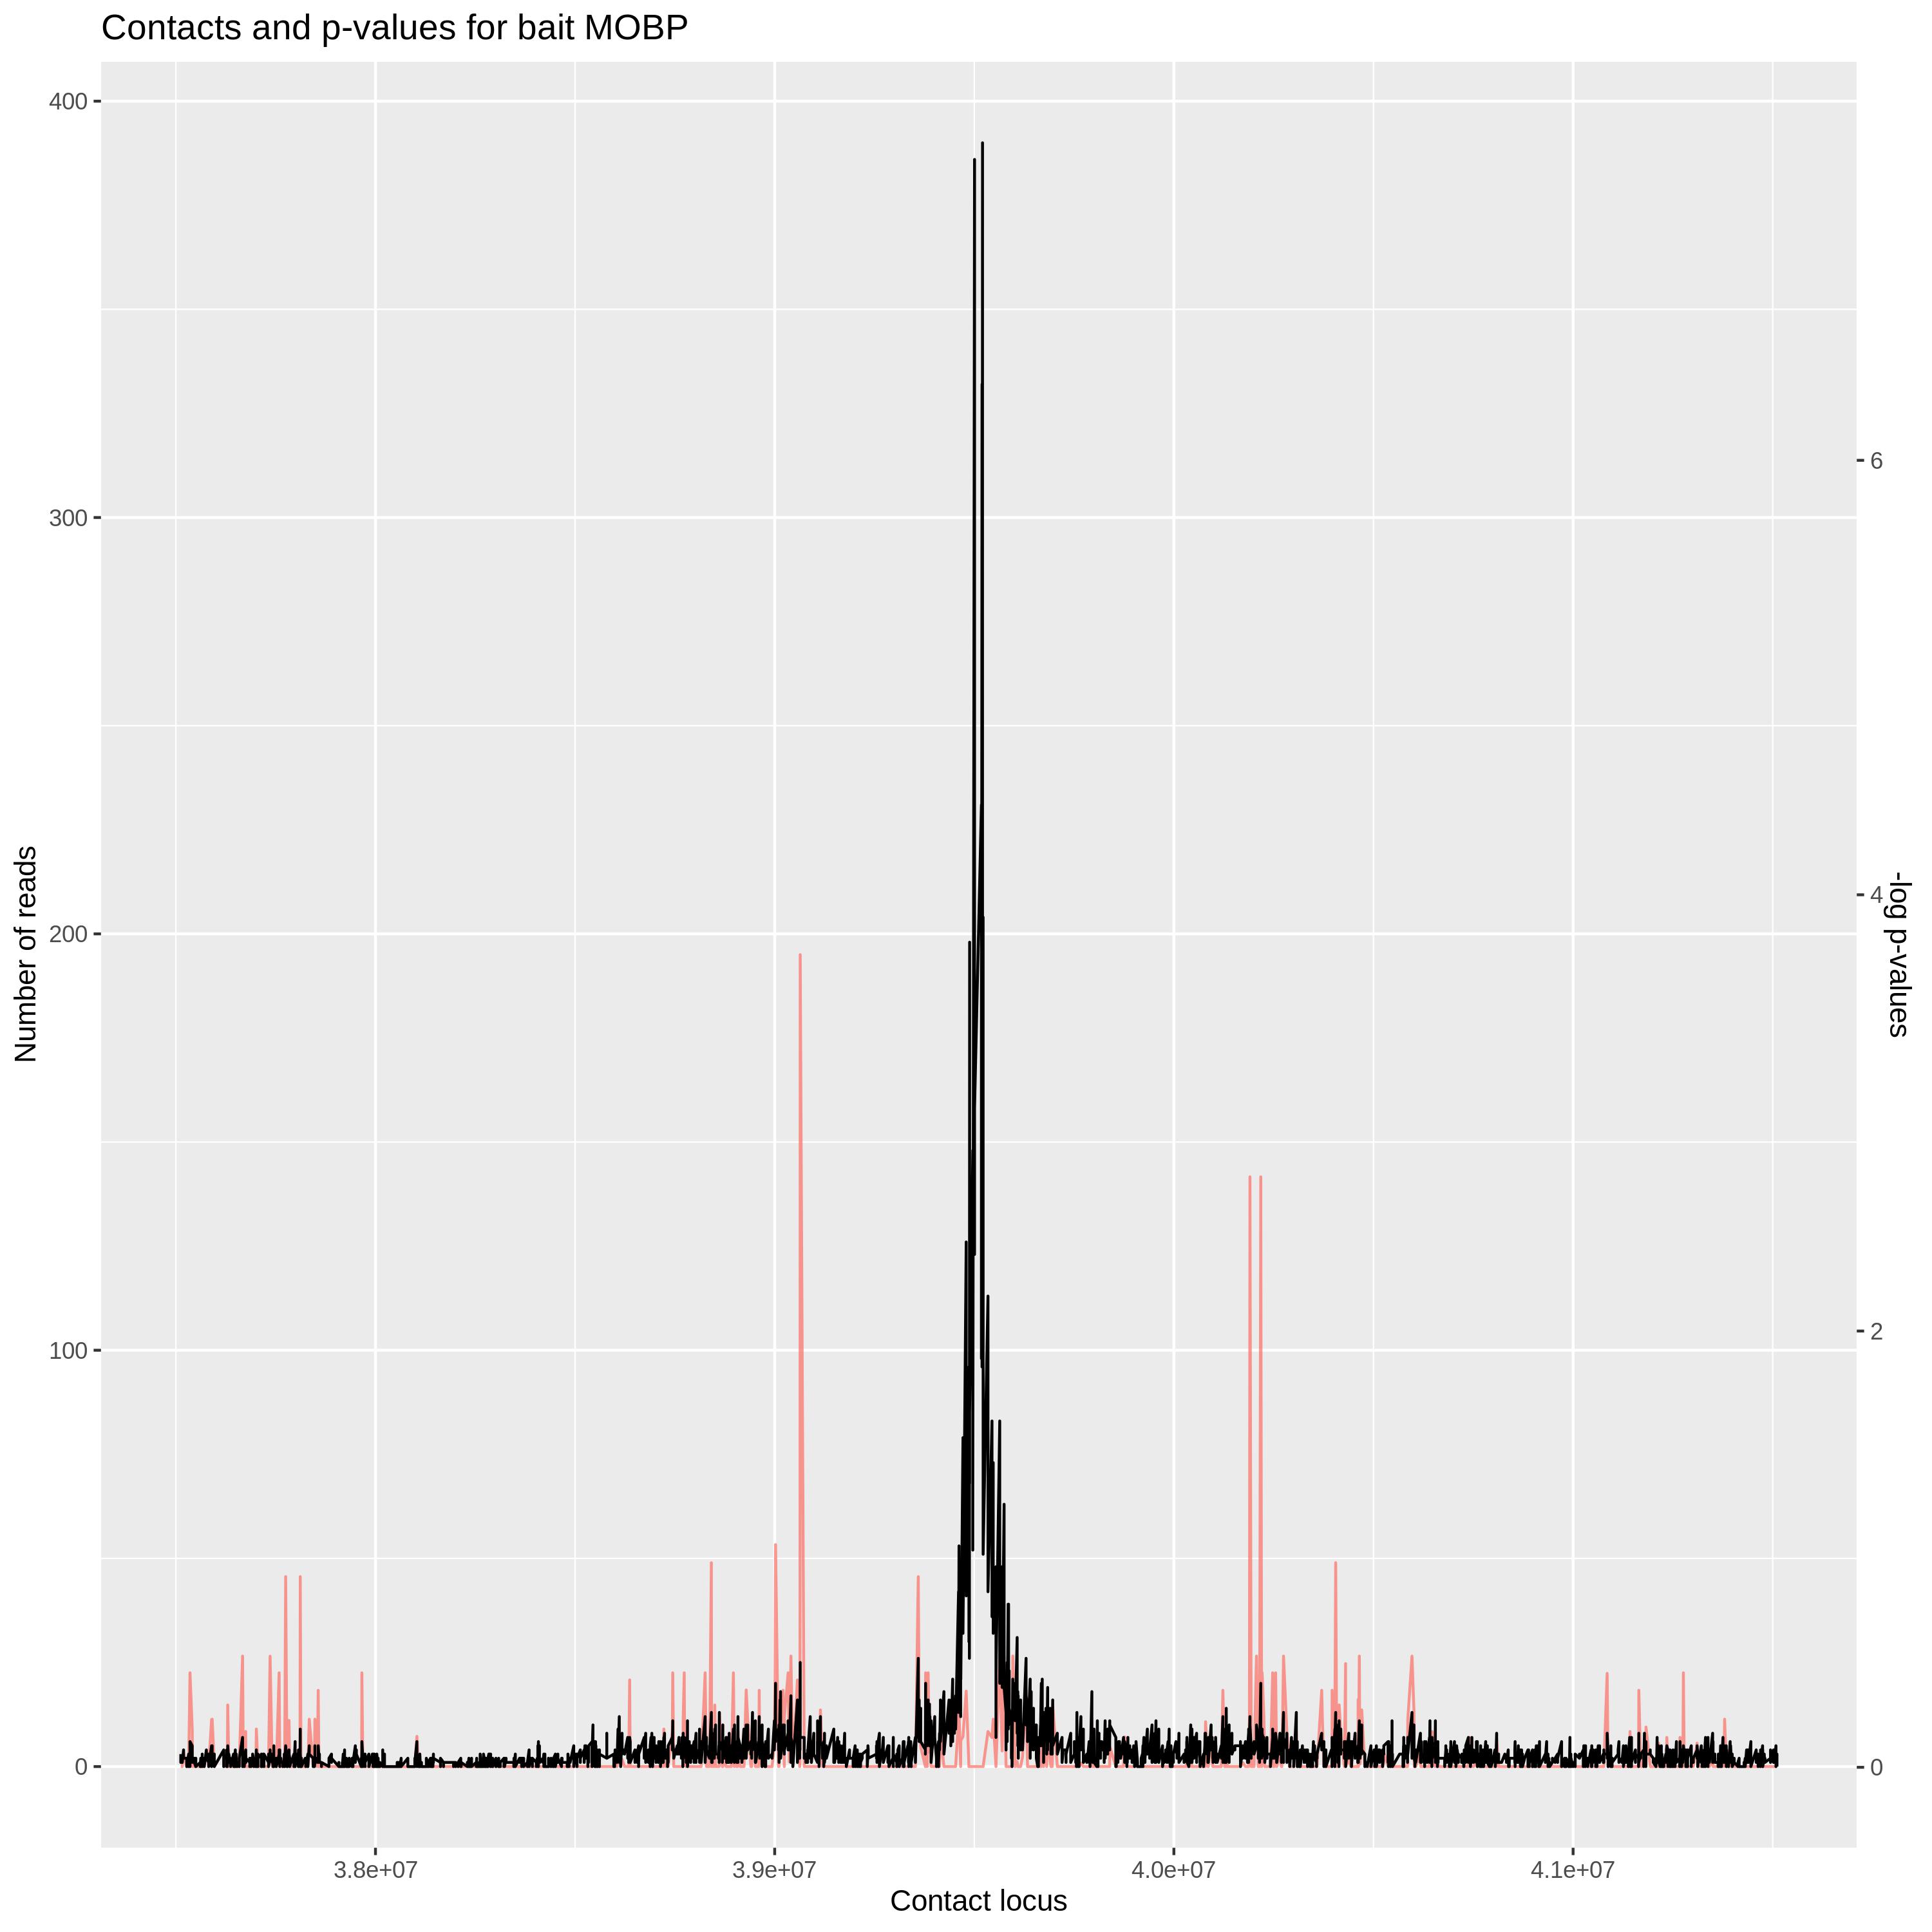 Contacts and p-values for bait MOBP
400
300
200
100
0
Number of reads
6
4
2
0
-log p-values
3.8e+07
3.9e+07
4.0e+07
4.1e+07
Contact locus